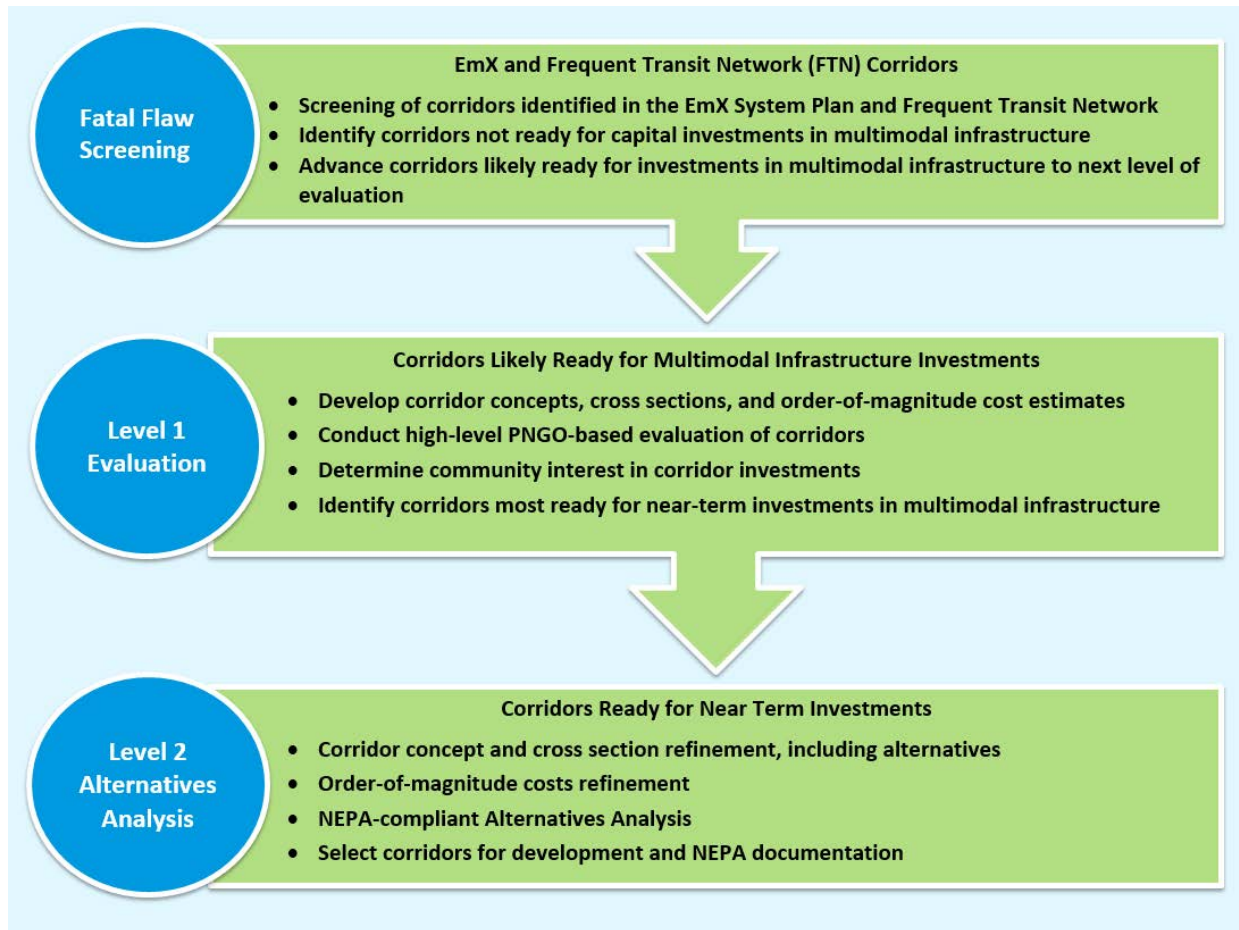 Fatal Flaw
Screening
EmX and Frequent Transit Network (FTN) Corridors
• Screening of corridors identified in the EmX System Plan and Frequent Transit Network
• Identify corridors not ready for capital investments in multimodal infrastructure
• Advance corridors likely ready for investments in multimodal infrastructure to next level of
evaluation
Level 1
Evaluation
Corridors Likely Ready for Multimodal Infrastructure Investments
• Develop corridor concepts, cross sections, and order-of-magnitude cost estimates
• Conduct high-level PNGO-based evaluation of corridors
• Determine community interest in corridor investments
• Identify corridors most ready for near-term investments in multimodal infrastructure
Level 2
Alternatives
Analysis
Corridors Ready for Near Term Investments
• Corridor concept and cross section refinement, including alternatives
• Order-of-magnitude costs refinement
• NEPA-compliant Alternatives Analysis
• Select corridors for development and NEPA documentation